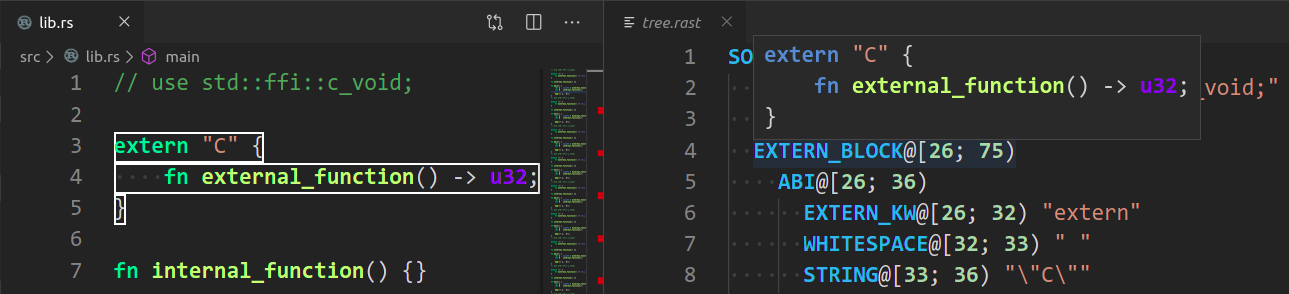 lib.rs
src > lib.rs > main
1 // use std::ffi::c_void;
2
3 extern "C" {
4 ····fn external_function() -> u32;
5 }
6
7 fn internal_function() {}
tree.rast
1 SO
2 _void;"
3
extern "C" {
fn external_function() -> u32;
}
4 EXTERN_BLOCK@[26; 75)
5 ABI@[26; 36)
6 EXTERN_KW@[26; 32) "extern"
7 WHITESPACE@[32; 33) " "
8 STRING@[33; 36) "\"C\""